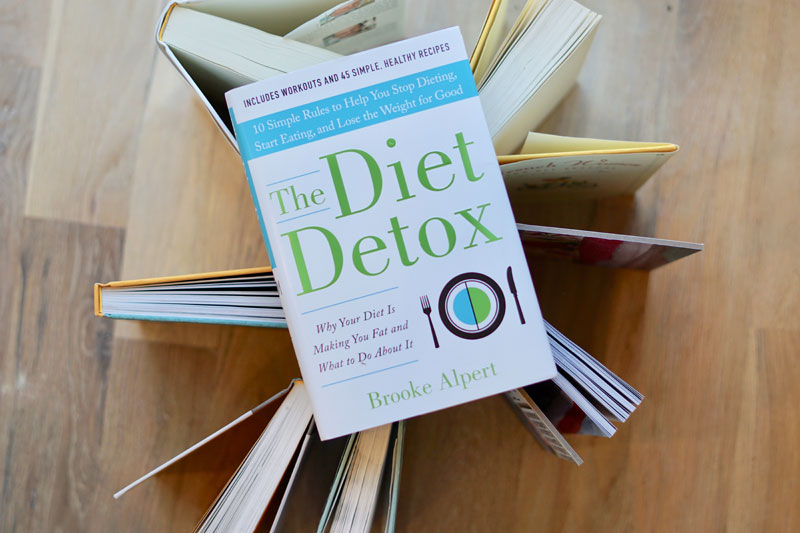 INCLUDES WORKOUTS AND 45 SIMPLE, HEALTHY RECIPES
10 Simple Rules to Help You Stop Dieting,
Start Eating, and Lose the Weight for Good
The Diet
Detox
Why Your Diet Is
Making You Fat and
What to Do About It
Brooke Alpert